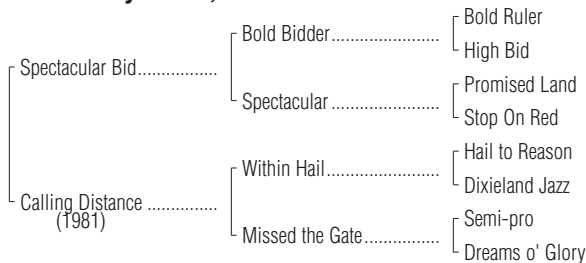 Bold Ruler
Bold Bidder
High Bid
Spectacular Bid
Promised Land
Spectacular
Stop On Red
Hail to Reason
Within Hail
Dixieland Jazz
Calling Distance
(1981)
Semi-pro
Missed the Gate
Dreams o' Glory